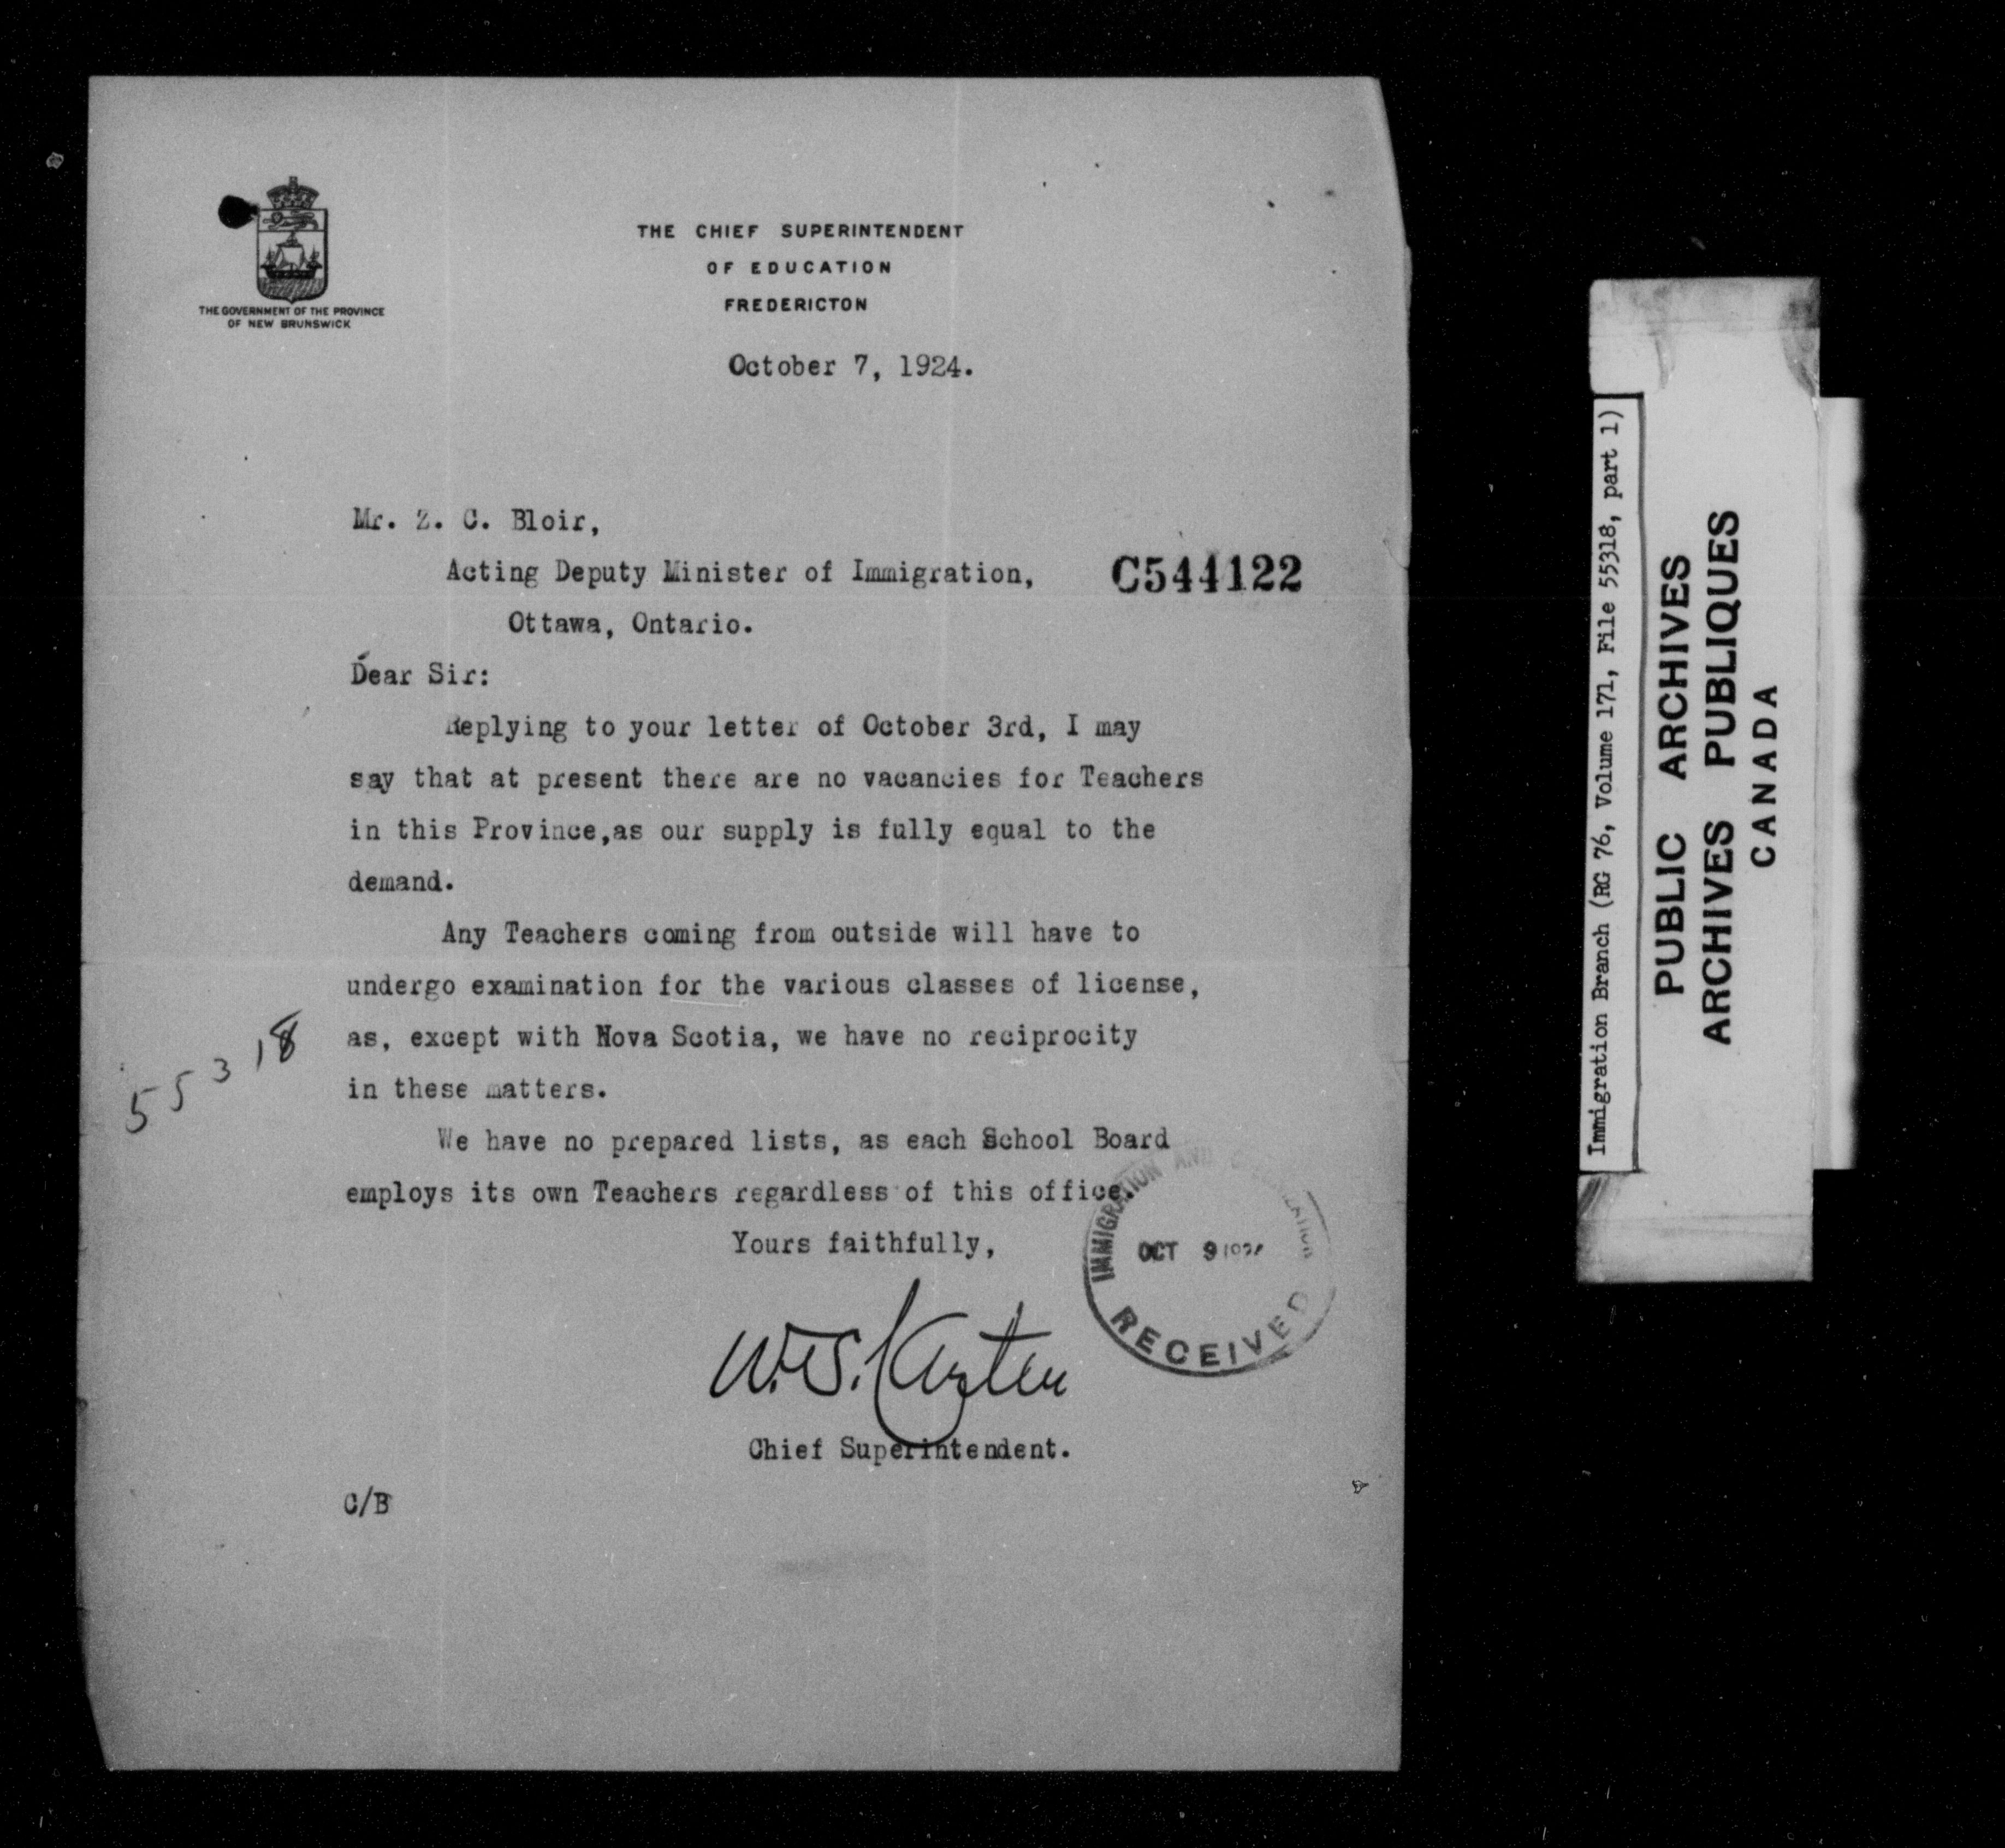 THE GOVERNMENT OF THE PROVINCE
OF NEW BRUNSWICK
THE CHIEF SUPERINTENDENT
OF EDUCATION
FREDERICTON
October 7, 1924.
Mr. Z. C. Bloir,
Acting Deputy Minister of Immigration,
C544122
Ottawa, Ontario.
Dear Sir:
Replying to your letter of October 3rd, I may
say that at present there are no vacancies for Teachers
in this Province,as our supply is fully equal to the
demand.
Any Teachers coming from outside will have to
undergo examination for the various classes of license,
as, except with Nova Scotia, we have no reciprocity
in these matters.
55318
We have no prepared lists, as each School Board
employs its own Teachers regardless of this office.
Yours faithfully,
IMMIGRATION AND
OCT 9
RECEIVED
W.S. Carter
Chief Superintendent.
C/B
Immigration Branch (RG 76, Volume 171, File 55318, part 1)
PUBLIC ARCHIVES
ARCHIVES PUBLIQUES
CANADA